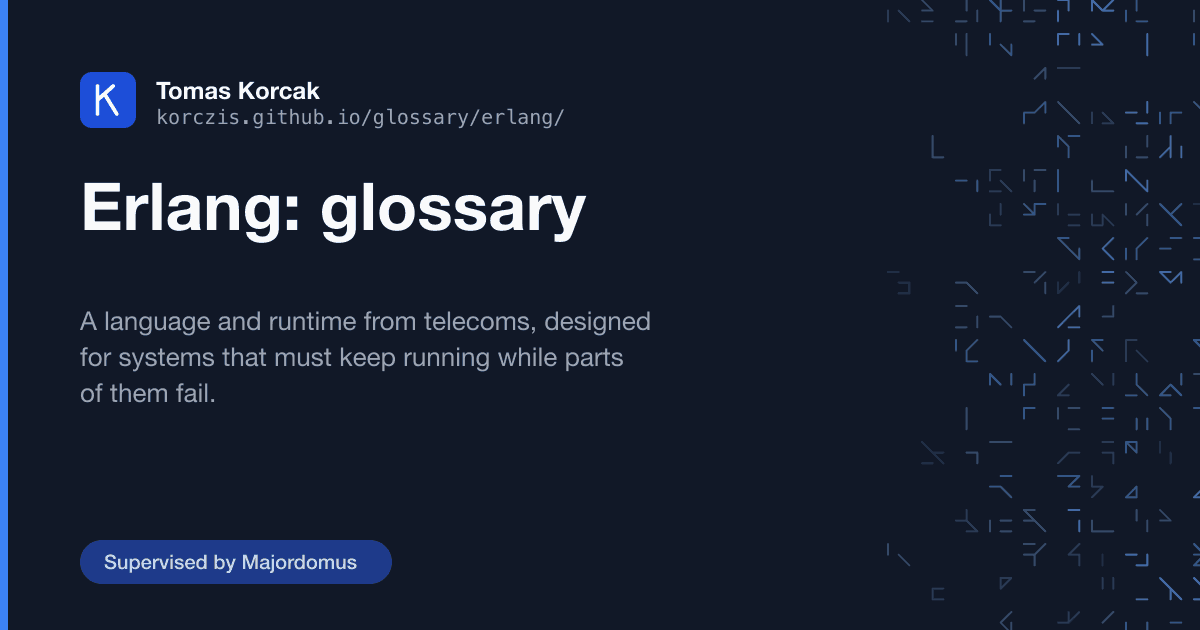 K
Tomas Korcak
korczis.github.io/glossary/erlang/
Erlang: glossary
A language and runtime from telecoms, designed
for systems that must keep running while parts
of them fail.
Supervised by Majordomus